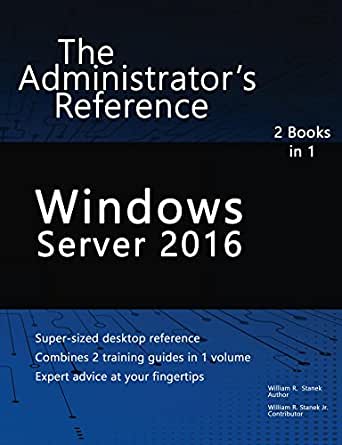 The
Administrator's
Reference
2 Books
in 1
Windows
Server 2016
Super-sized desktop reference
Combines 2 training guides in 1 volume
Expert advice at your fingertips
William R. Stanek
Author
William R. Stanek Jr.
Contributor